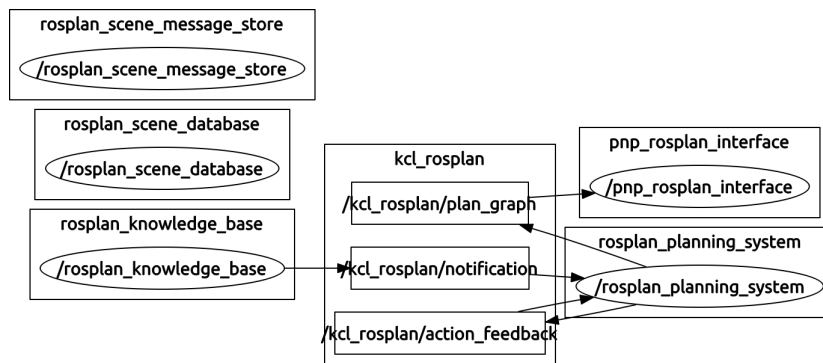 rosplan_scene_message_store
/rosplan_scene_message_store
rosplan_scene_database
/rosplan_scene_database
rosplan_knowledge_base
/rosplan_knowledge_base
kcl_rosplan
/kcl_rosplan/plan_graph
/kcl_rosplan/notification
/kcl_rosplan/action_feedback
pnp_rosplan_interface
/pnp_rosplan_interface
rosplan_planning_system
/rosplan_planning_system